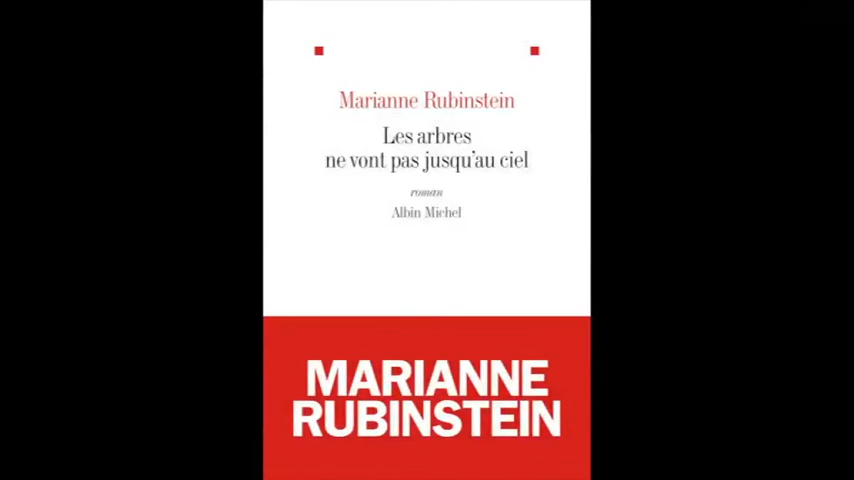 Marianne Rubinstein
Les arbres
ne vont pas jusqu'au ciel
roman
Albin Michel
MARIANNE
RUBINSTEIN